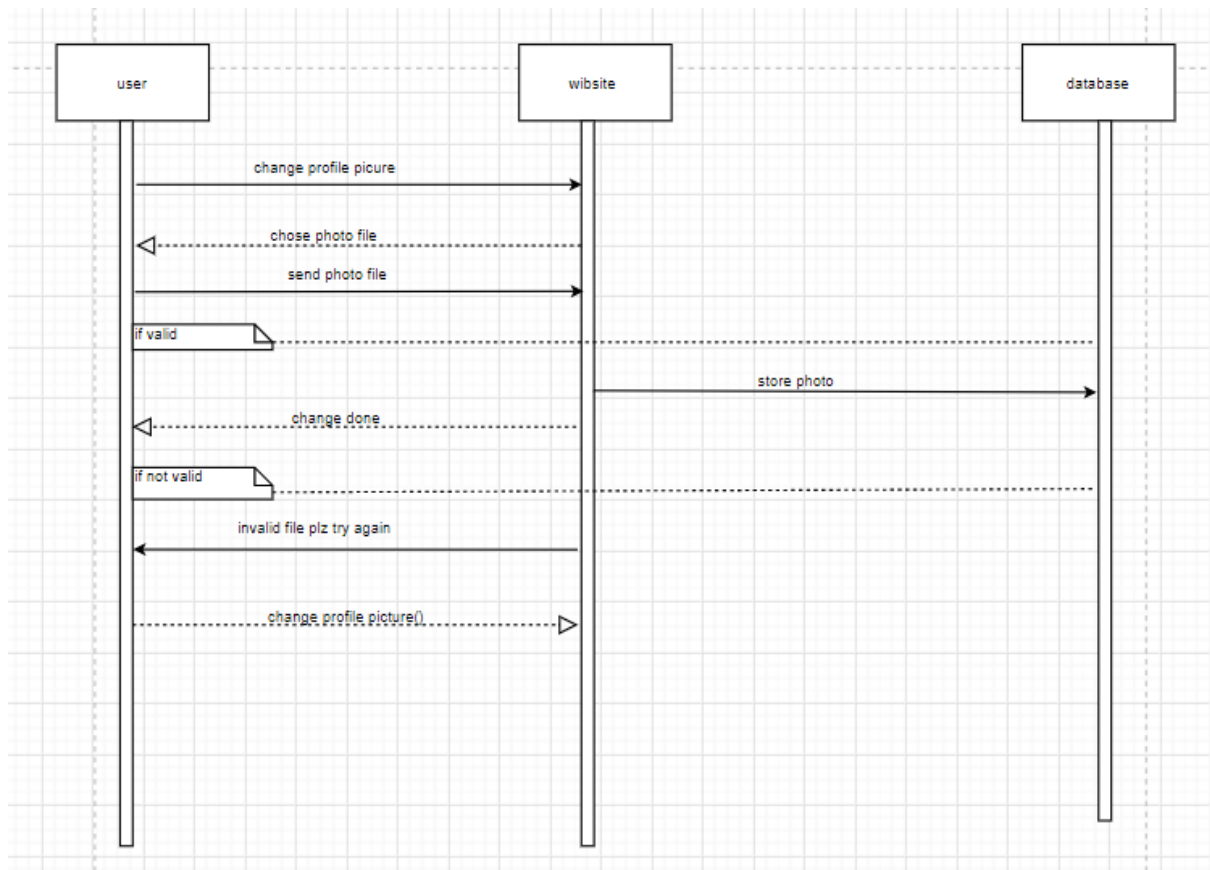 user
wibsite
database
change profile picure
chose photo file
send photo file
if valid
store photo
change done
if not valid
invalid file plz try again
change profile picture()